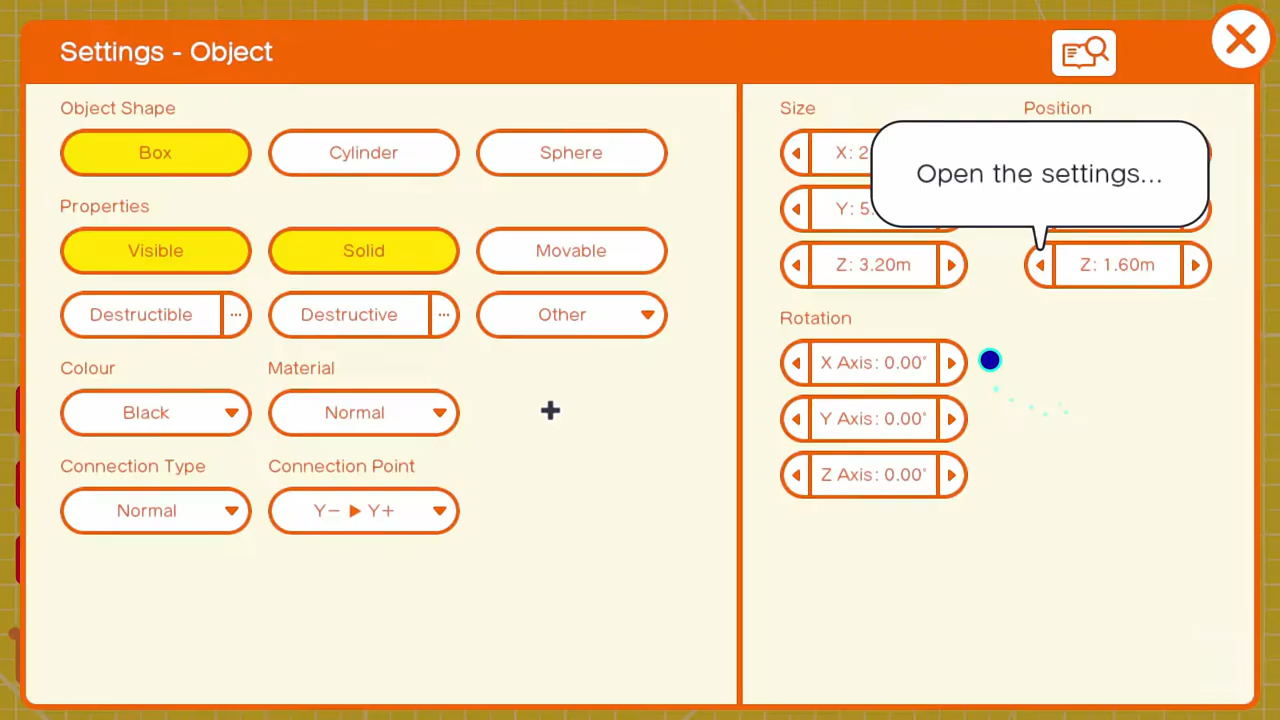 Settings - Object
Object Shape
Box
Cylinder
Sphere
Properties
Visible
Solid
Movable
Destructible
...
Destructive
...
Other
Colour
Material
Black
Normal
Connection Type
Connection Point
Normal
Y− ▶ Y+
Size
Position
X: 2
Open the settings...
Y: 5.
Z: 3.20m
Z: 1.60m
Rotation
X Axis: 0.00°
Y Axis: 0.00°
Z Axis: 0.00°